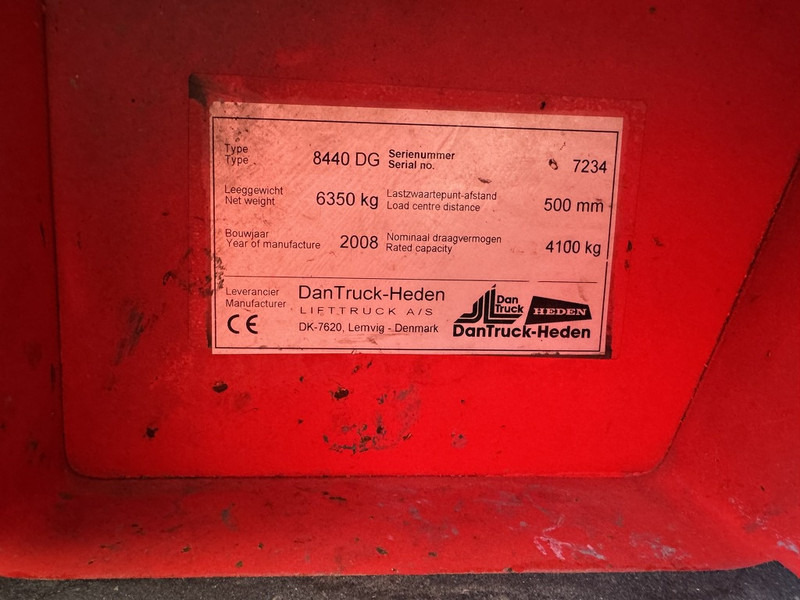 Type
Type 8440 DG Serienummer
Serial no. 7234
Leeggewicht
Net weight 6350 kg Lastzwaartepunt-afstand
Load centre distance 500 mm
Bouwjaar
Year of manufacture 2008 Nominaal draagvermogen
Rated capacity 4100 kg
Leverancier
Manufacturer
CE
DanTruck-Heden
LIFTTRUCK A/S
DK-7620, Lemvig - Denmark
Dan
Truck
HEDEN
DanTruck-Heden